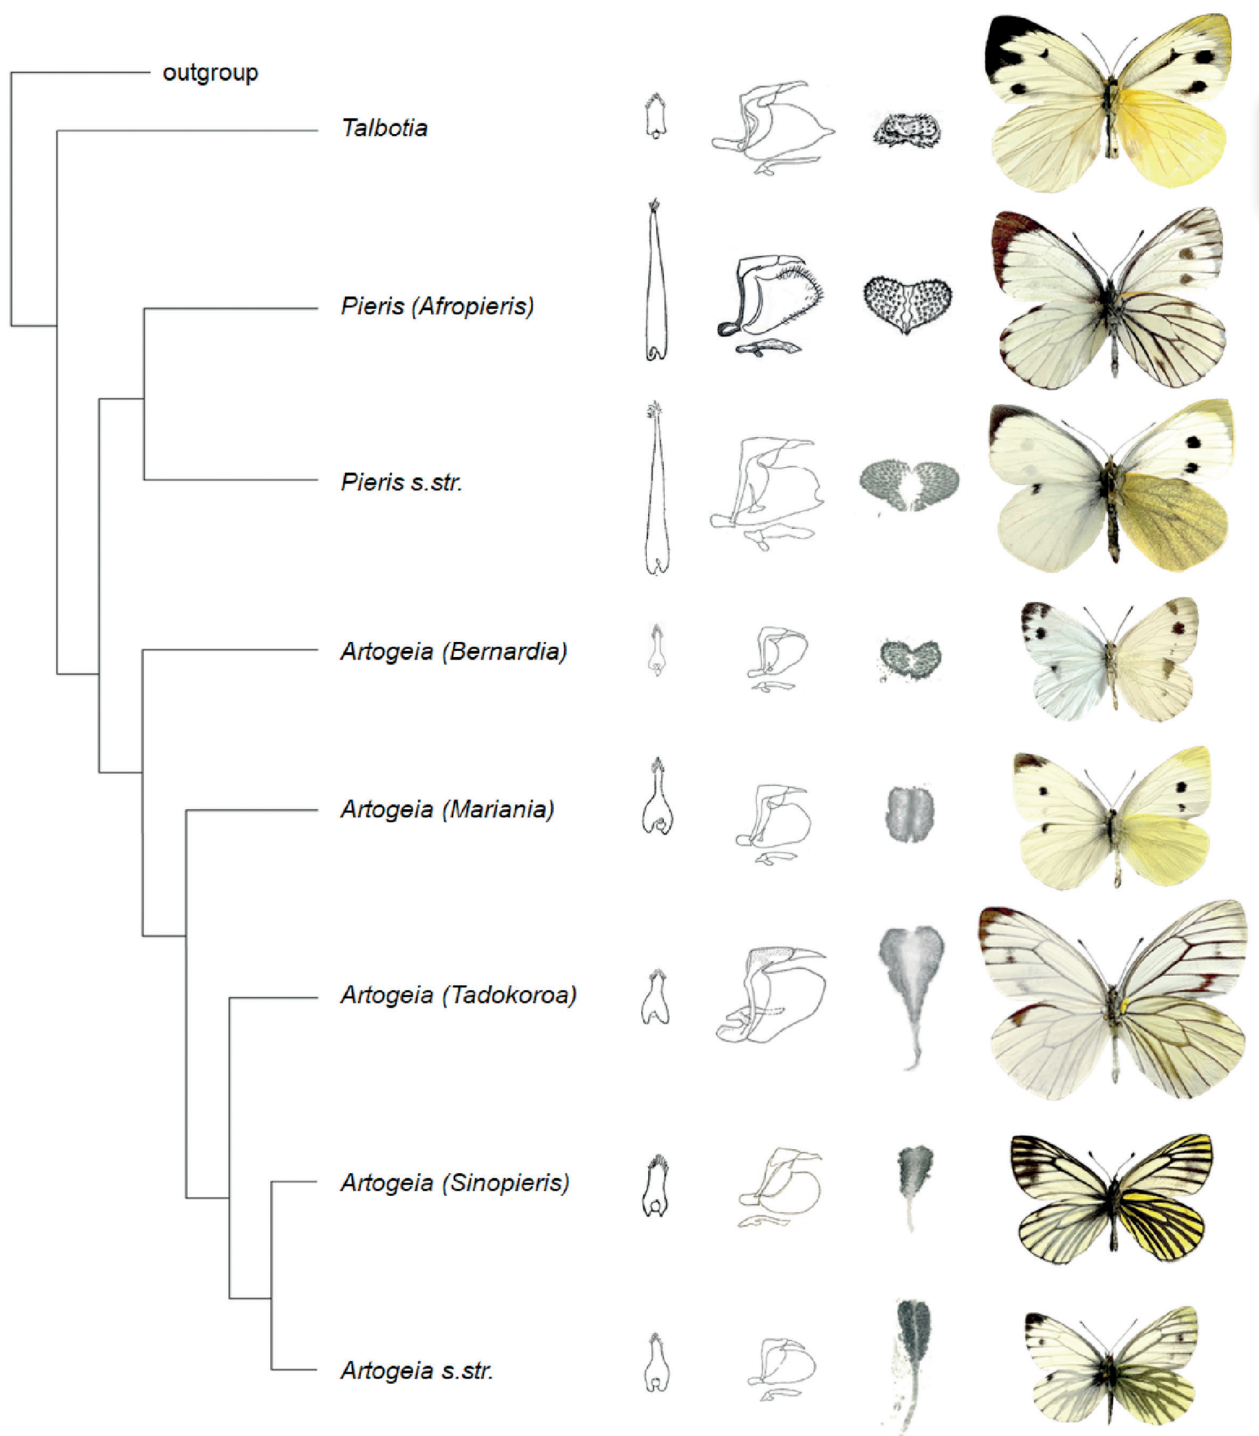 outgroup
Talbotia
Pieris (Afropieris)
Pieris s.str.
Artogeia (Bernardia)
Artogeia (Mariania)
Artogeia (Tadokoroa)
Artogeia (Sinopieris)
Artogeia s.str.